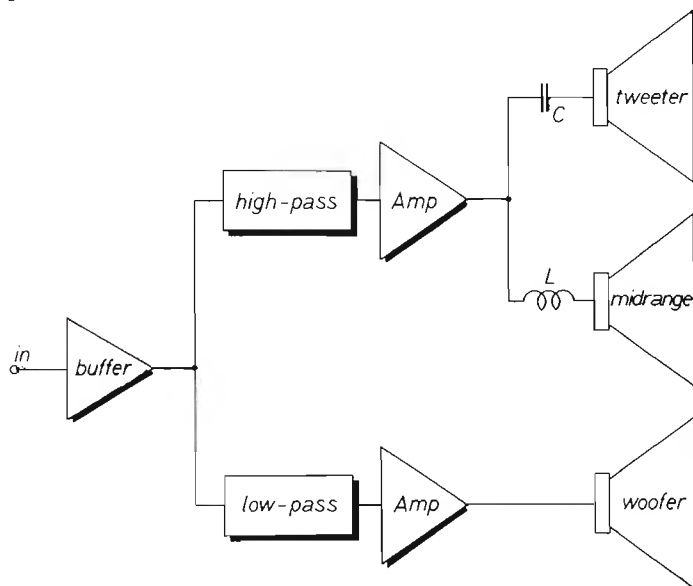 tweeter
C
high-pass
Amp
L
midrange
in
buffer
low-pass
Amp
woofer